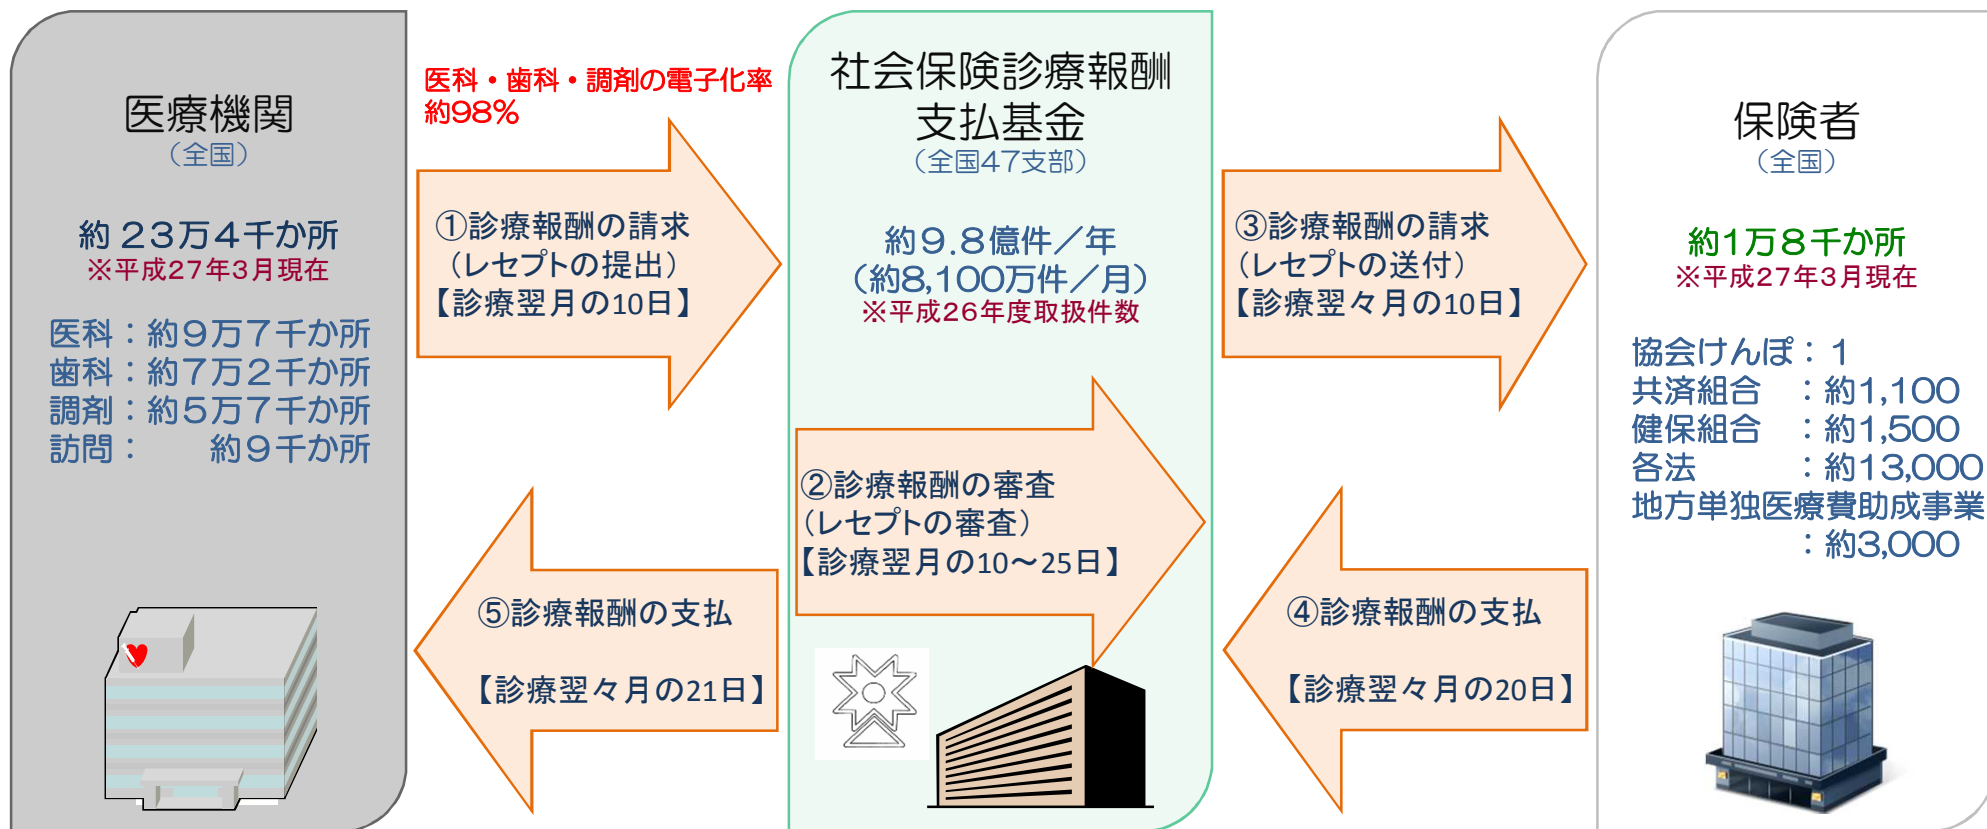 医療機関
（全国）
約２３万４千か所
※平成２７年３月現在
医科：約９万７千か所
歯科：約７万２千か所
調剤：約５万７千か所
訪問：　　約９千か所
医科・歯科・調剤の電子化率
約98%
①診療報酬の請求
（レセプトの提出）
【診療翌月の10日】
⑤診療報酬の支払
【診療翌々月の21日】
社会保険診療報酬
支払基金
（全国47支部）
約９.８億件／年
（約8,100万件／月）
※平成２６年度取扱件数
②診療報酬の審査
（レセプトの審査）
【診療翌月の10～25日】
③診療報酬の請求
（レセプトの送付）
【診療翌々月の10日】
④診療報酬の支払
【診療翌々月の20日】
保険者
（全国）
約１万８千か所
※平成２７年３月現在
協会けんぽ：１
共済組合　：約1,100
健保組合　：約1,500
各法　　　：約13,000
地方単独医療費助成事業
：約3,000